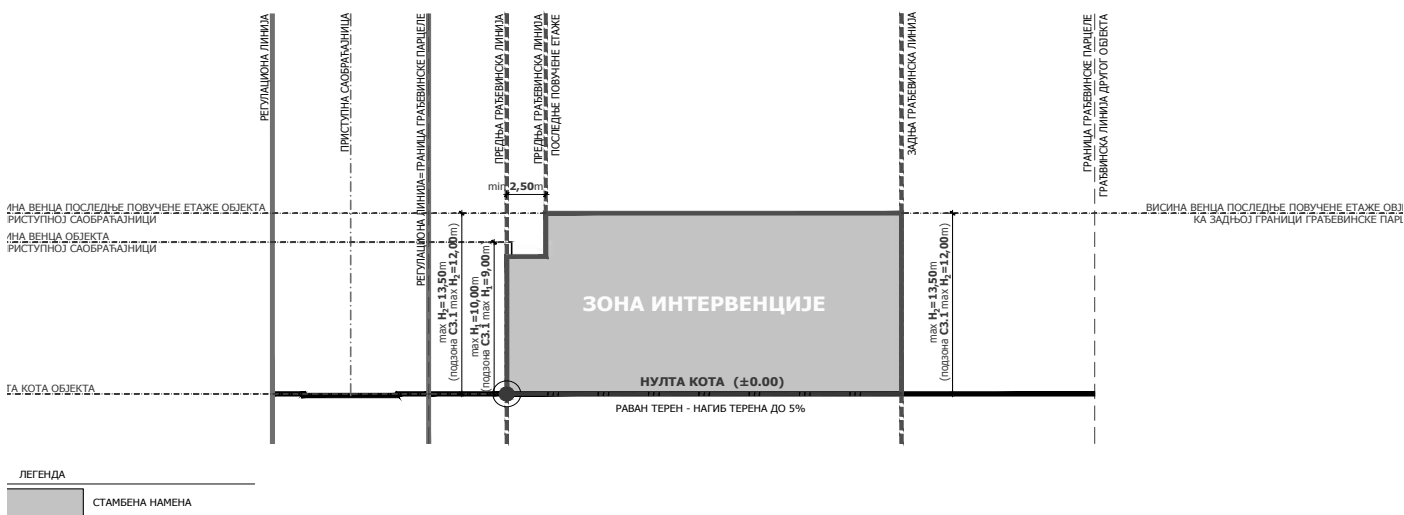 РЕГУЛАЦИОНА ЛИНИЈА
ПРИСТУПНА САОБРАЋАЈНИЦА
РЕГУЛАЦИОНА ЛИНИЈА=ГРАНИЦА ГРАЂЕВИНСКЕ ПАРЦЕЛЕ
ПРЕДЊА ГРАЂЕВИНСКА ЛИНИЈА
ПРЕДЊА ГРАЂЕВИНСКА ЛИНИЈА
ПОСЛЕДЊЕ ПОВУЧЕНЕ ЕТАЖЕ
ЗАДЊА ГРАЂЕВИНСКА ЛИНИЈА
ГРАНИЦА ГРАЂЕВИНСКЕ ПАРЦЕЛЕ
ГРАЂВИНСКА ЛИНИЈА ДРУГОГ ОБЈЕКТА
min 2,50m
ВЕНЦА ПОСЛЕДЊЕ ПОВУЧЕНЕ ЕТАЖЕ ОБЈЕКТА
РИСТУПНОЈ САОБРАЋАЈНИЦИ
ВЕНЦА ОБЈЕКТА
РИСТУПНОЈ САОБРАЋАЈНИЦИ
ВИСИНА ВЕНЦА ПОСЛЕДЊЕ ПОВУЧЕНЕ ЕТАЖЕ ОБЈ
КА ЗАДЊОЈ ГРАНИЦИ ГРАЂЕВИНСКЕ ПАРЦ
max H₂=13,50m
(подзона С3.1 max H₂=12,00m)
max H₁=10,00m
(подзона С3.1 max H₁=9,00m)
max H₂=13,50m
(подзона С3.1 max H₂=12,00m)
ЗОНА ИНТЕРВЕНЦИЈЕ
ТА КОТА ОБЈЕКТА
НУЛТА КОТА (±0.00)
РАВАН ТЕРЕН - НАГИБ ТЕРЕНА ДО 5%
ЛЕГЕНДА
СТАМБЕНА НАМЕНА